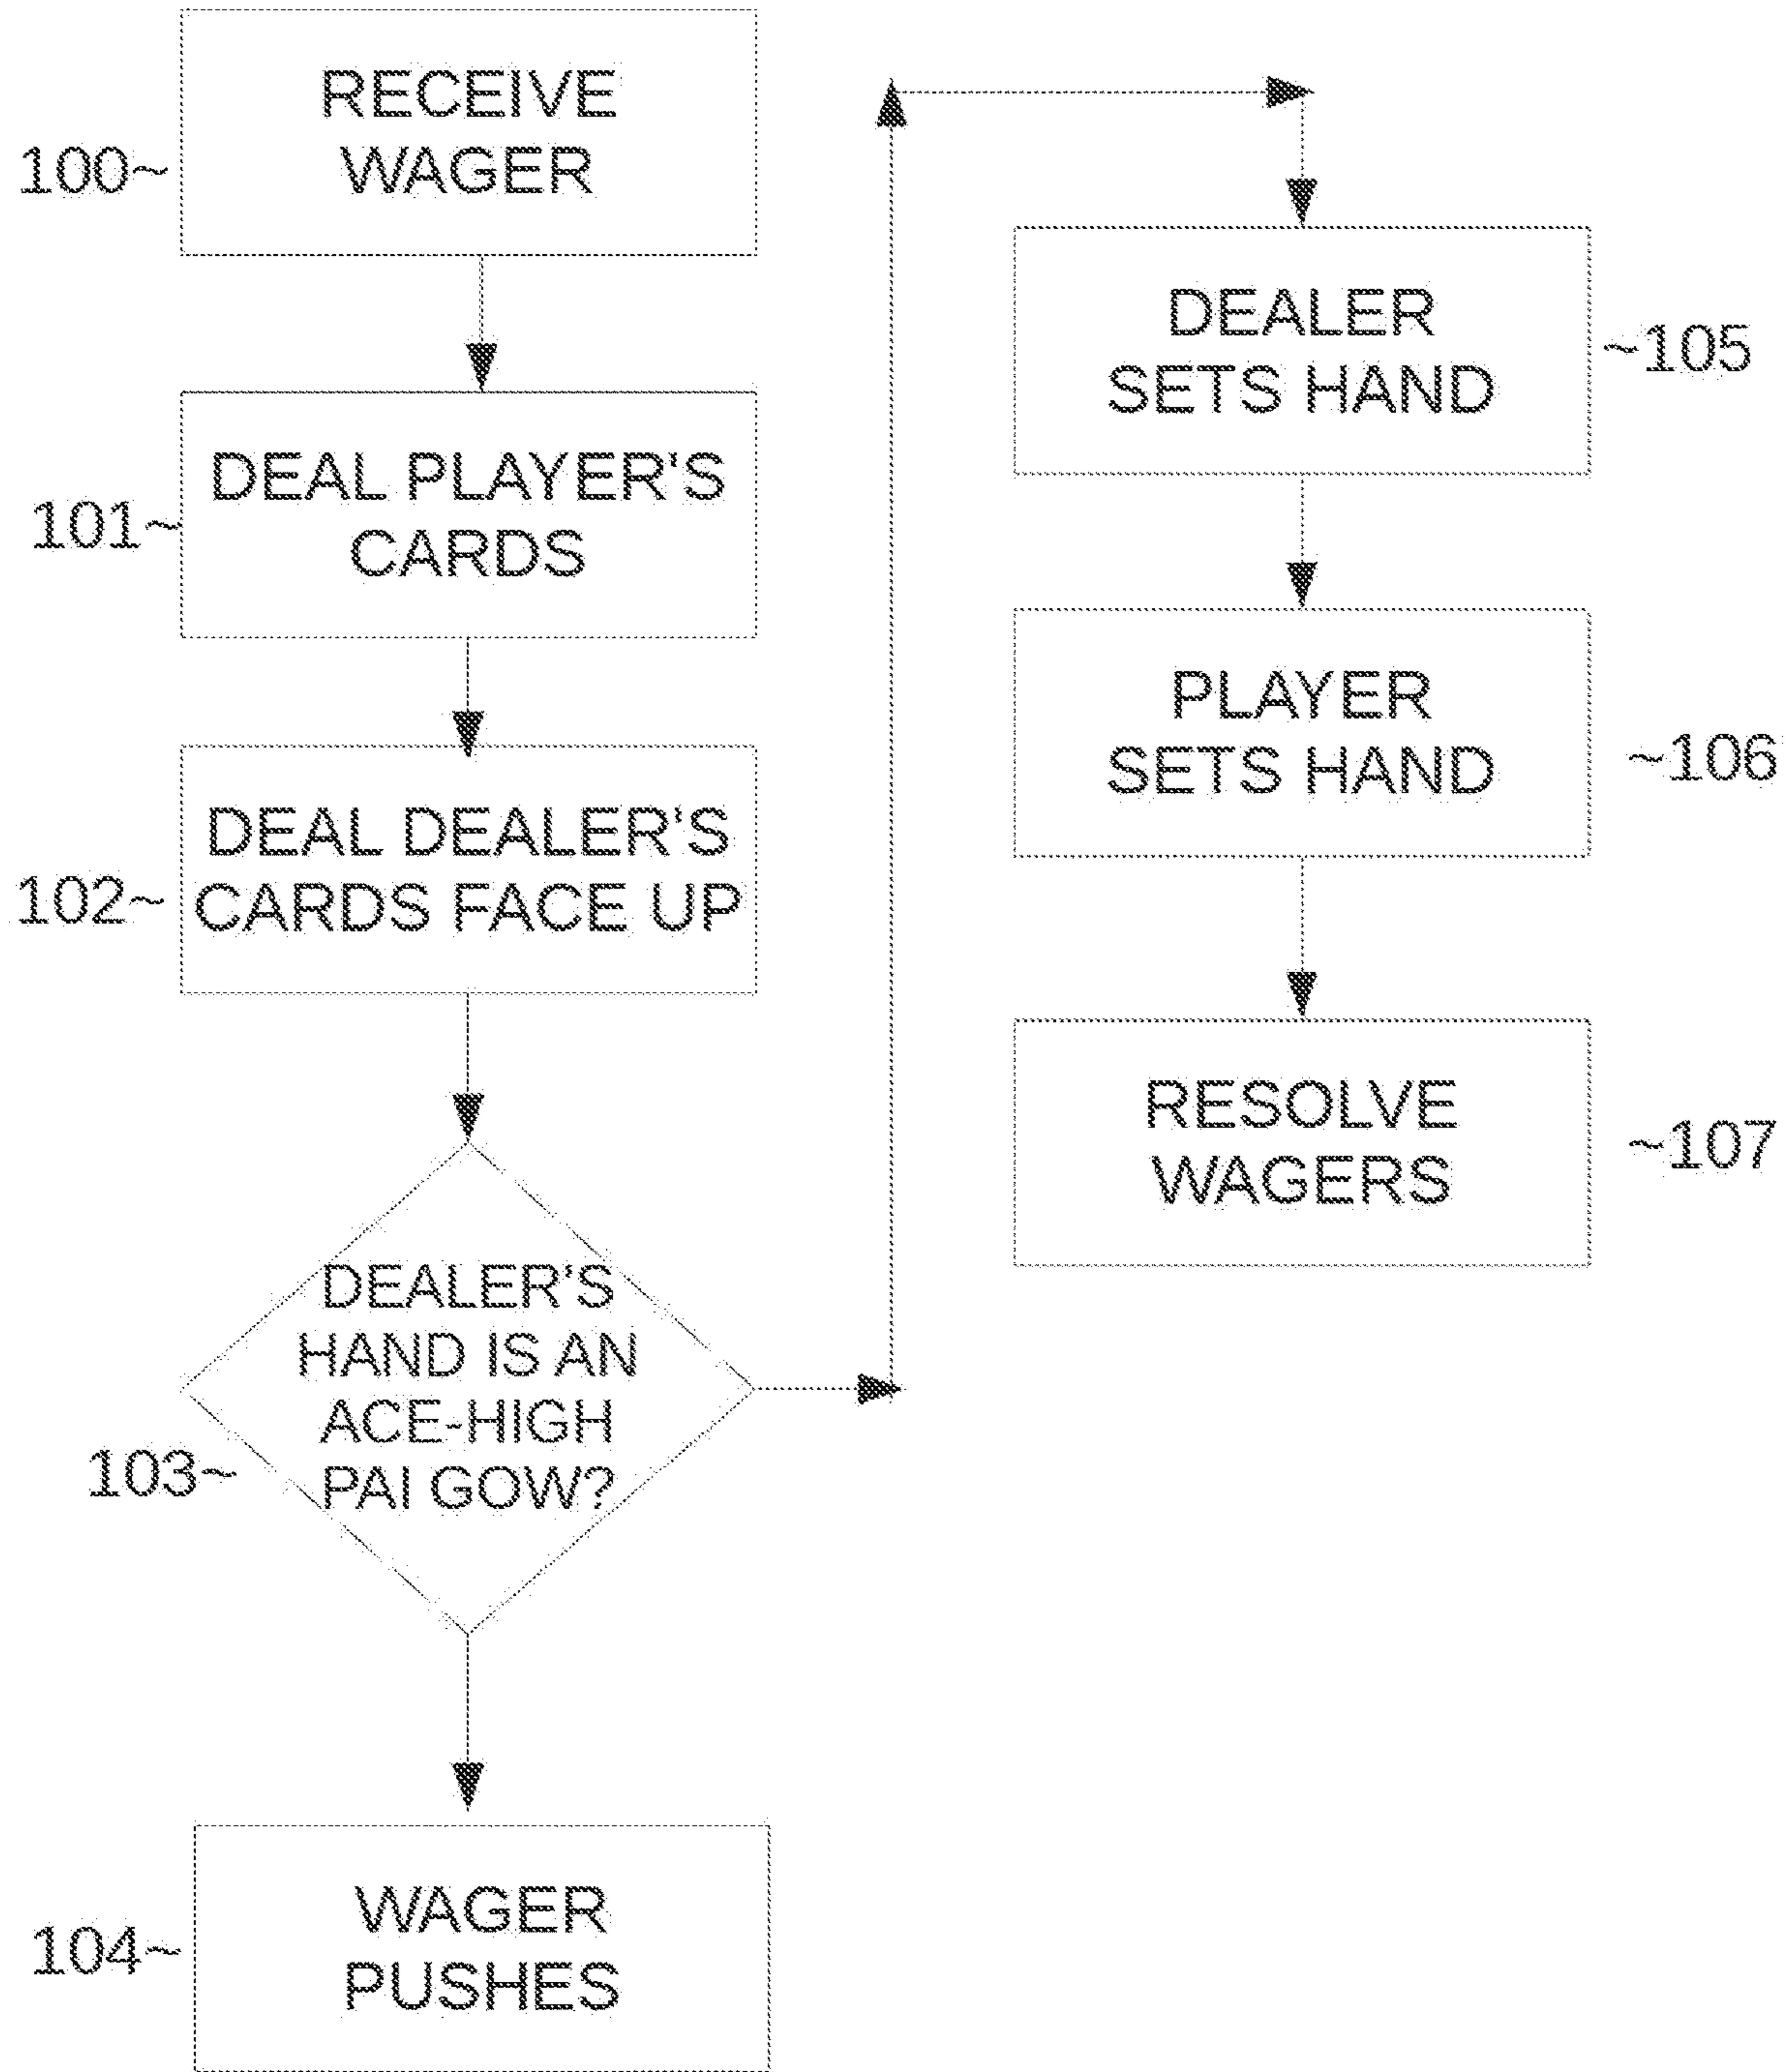 RECEIVE
WAGER
100~
DEAL PLAYER'S
CARDS
101~
DEAL DEALER'S
CARDS FACE UP
102~
DEALER'S
HAND IS AN
ACE-HIGH
PAI GOW?
103~
WAGER
PUSHES
104~
DEALER
SETS HAND
~105
PLAYER
SETS HAND
~106
RESOLVE
WAGERS
~107